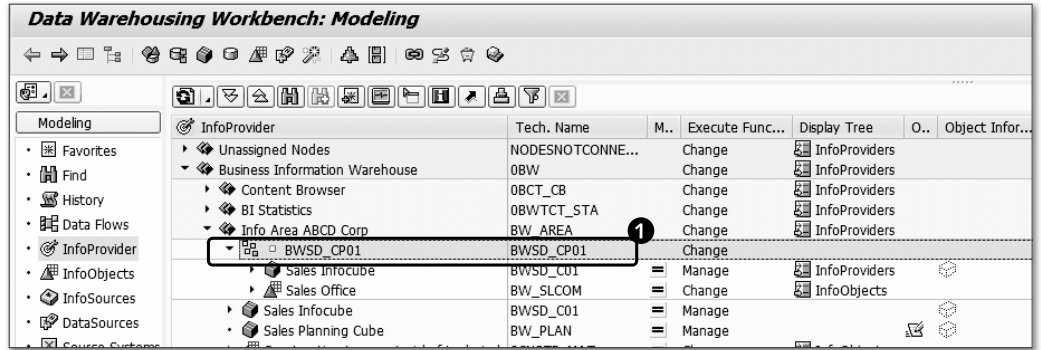 Data Warehousing Workbench: Modeling
Modeling
InfoProvider Tech. Name M.. Execute Func... Display Tree O.. Object Infor...
Favorites
Find
History
Data Flows
InfoProvider
InfoObjects
InfoSources
DataSources
Unassigned Nodes NODESNOTCONNE... Change InfoProviders
Business Information Warehouse 0BW Change InfoProviders
Content Browser 0BCT_CB Change InfoProviders
BI Statistics 0BWTCT_STA Change InfoProviders
Info Area ABCD Corp BW_AREA Change InfoProviders
1
BWSD_CP01 BWSD_CP01 Change
Sales Infocube BWSD_C01 = Manage InfoProviders
Sales Office BW_SLCOM = Manage InfoObjects
Sales Infocube BWSD_C01 = Manage
Sales Planning Cube BW_PLAN = Manage